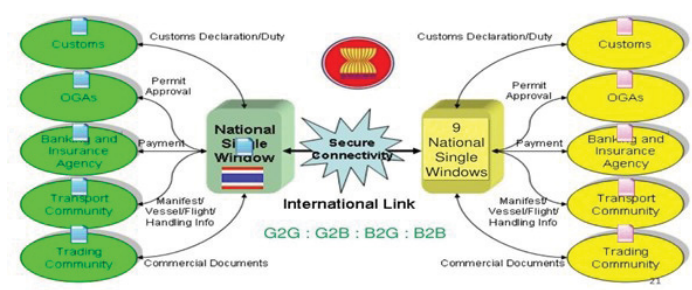 Customs
Customs Declaration/Duty
OGAs
Permit
Approval
Banking and
Insurance
Agency
Payment
Transport
Community
Manifest/
Vessel/Flight/
Handling Info
Trading
Community
Commercial Documents
National
Single
Window
Secure
Connectivity
International Link
G2G : G2B : B2G : B2B
9
National
Single
Windows
Customs Declaration/Duty
Customs
Permit
Approval
OGAs
Payment
Banking and
Insurance
Agency
Manifest/
Vessel/Flight/
Handling Info
Transport
Community
Commercial Documents
Trading
Community
21